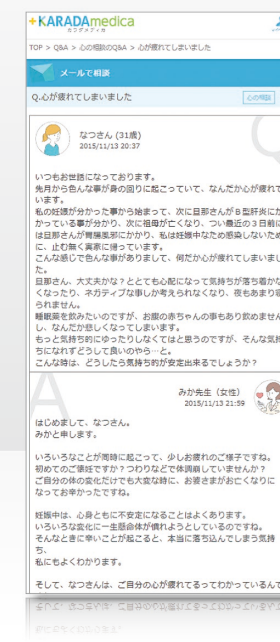 KARADAmedica
カラダメディカ
TOP > Q&A > 心の相談のQ&A > 心が疲れてしまいました
メールで相談
Q.心が疲れてしまいました
心の相談
Q
なつさん (31歳)
2015/11/13 20:37
いつもお世話になっております。
先月から色んな事が身の回りに起こっていて、なんだか心が疲れて
います。
私の妊娠が分かった事から始まって、次に旦那さんがB型肝炎にか
かっている事が分かり、次に祖母が亡くなり、つい最近の3日前に
は旦那さんが胃腸風邪にかかり、私は妊娠中なため感染しないため
に、止む無く実家に帰っています。
こんな感じで色んな事がありまして、何だか心が疲れてしまいまし
た。
旦那さん、大丈夫かな？ととても心配になって気持ちが落ち着かな
くなったり、ネガティブな事しか考えられなくなり、夜もあまり寝
られません。
睡眠薬を飲みたいのですが、お腹の赤ちゃんの事もあり飲めません
し、なんだか悲しくなってしまいます。
もっと気持ち的にゆったりしなくてはと思うのですが、そんな気持
ちになれずどうして良いのやら…と。
こんな時は、どうしたら気持ち的が安定出来るでしょうか？
A
みか先生（女性）
2015/11/13 21:59
はじめまして、なつさん。
みかと申します。
いろいろなことが同時に起こって、少しお疲れのご様子ですね。
初めてのご懐妊ですか？つわりなどで体調崩していませんか？
ご自分の体の変化だけでも大変な時に、お婆さまがお亡くなりに
なってお辛かったですね。
妊娠中は、心身ともに不安定になることはよくあります。
いろいろな変化に一生懸命体が慣れようとしているのですね。
そんなときに辛いことが起こると、本当に落ち込んでしまう気持
ち、
私にもよくわかります。
そして、なつさんは、ご自分の心が疲れてるってわかっているんで